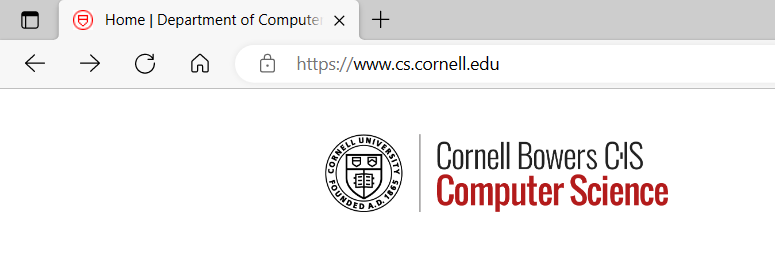 Home | Department of Compute
https://www.cs.cornell.edu
CORNELL UNIVERSITY
FOUNDED A.D. 1865
Cornell Bowers C·IS
Computer Science